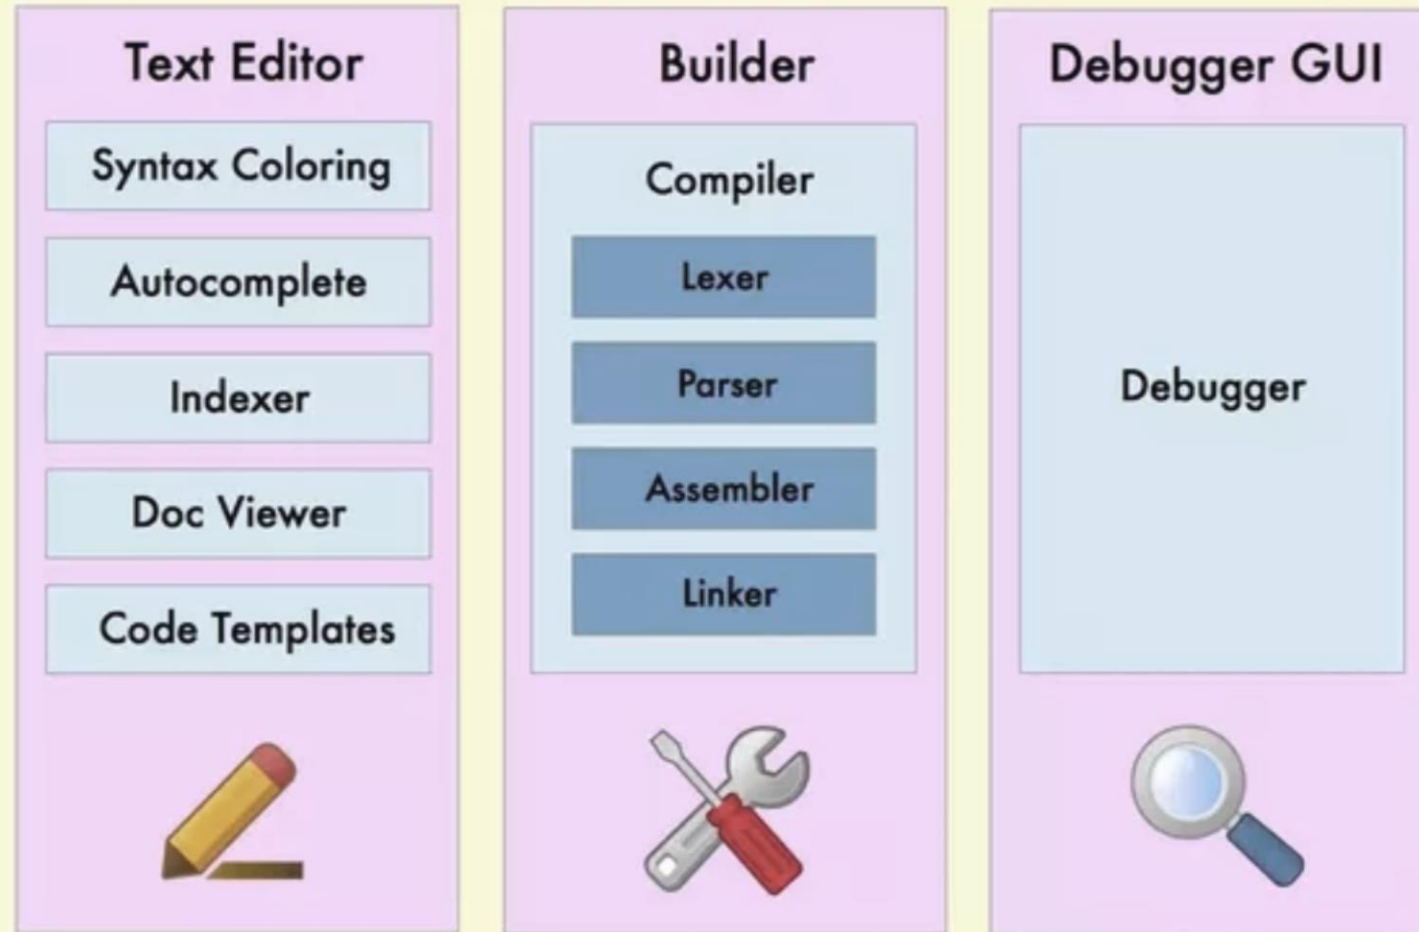 Text Editor
Syntax Coloring
Autocomplete
Indexer
Doc Viewer
Code Templates
Builder
Compiler
Lexer
Parser
Assembler
Linker
Debugger GUI
Debugger